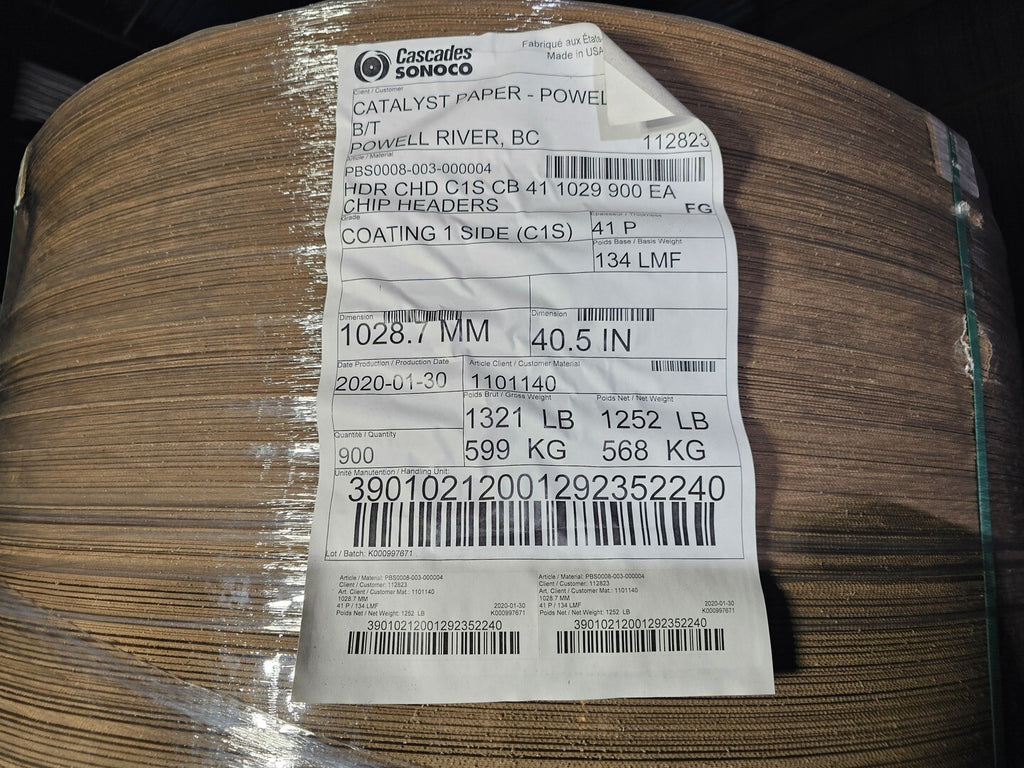 Cascades
SONOCO
Fabriqué aux États
Made in USA
Client / Customer
CATALYST PAPER - POWEL
B/T
POWELL RIVER, BC
112823
Article / Material
PBS0008-003-000004
HDR CHD C1S CB 41 1029 900 EA
CHIP HEADERS
FG
Grade
COATING 1 SIDE (C1S)
Épaisseur / Thickness
41 P
Poids Base / Basis Weight
134 LMF
Dimension
1028.7 MM
Dimension
40.5 IN
Date Production / Production Date
2020-01-30
Article Client / Customer Material
1101140
Poids Brut / Gross Weight
1321 LB
599 KG
Poids Net / Net Weight
1252 LB
568 KG
Quantité / Quantity
900
Unité Manutention / Handling Unit:
39010212001292352240
Lot / Batch: K000997671
Article / Material: PBS0008-003-000004
Client / Customer: 112823
Art. Client / Customer Mat.: 1101140
1028.7 MM
41 P / 134 LMF
2020-01-30
Poids Net / Net Weight: 1252 LB
K000997671
39010212001292352240
Article / Material: PBS0008-003-000004
Client / Customer: 112823
Art. Client / Customer Mat.: 1101140
1028.7 MM
41 P / 134 LMF
2020-01-30
Poids Net / Net Weight: 1252 LB
K000997671
39010212001292352240